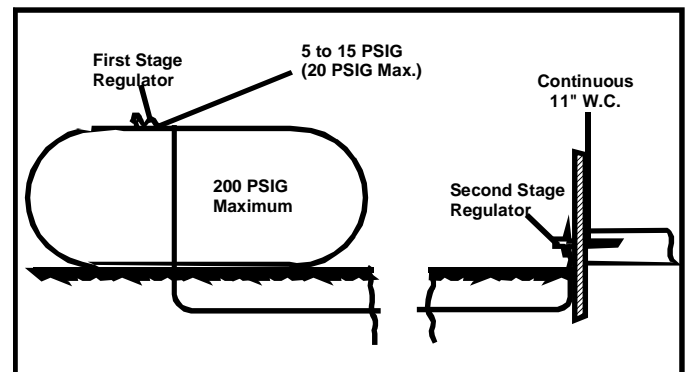 First Stage
Regulator
5 to 15 PSIG
(20 PSIG Max.)
Continuous
11" W.C.
200 PSIG
Maximum
Second Stage
Regulator